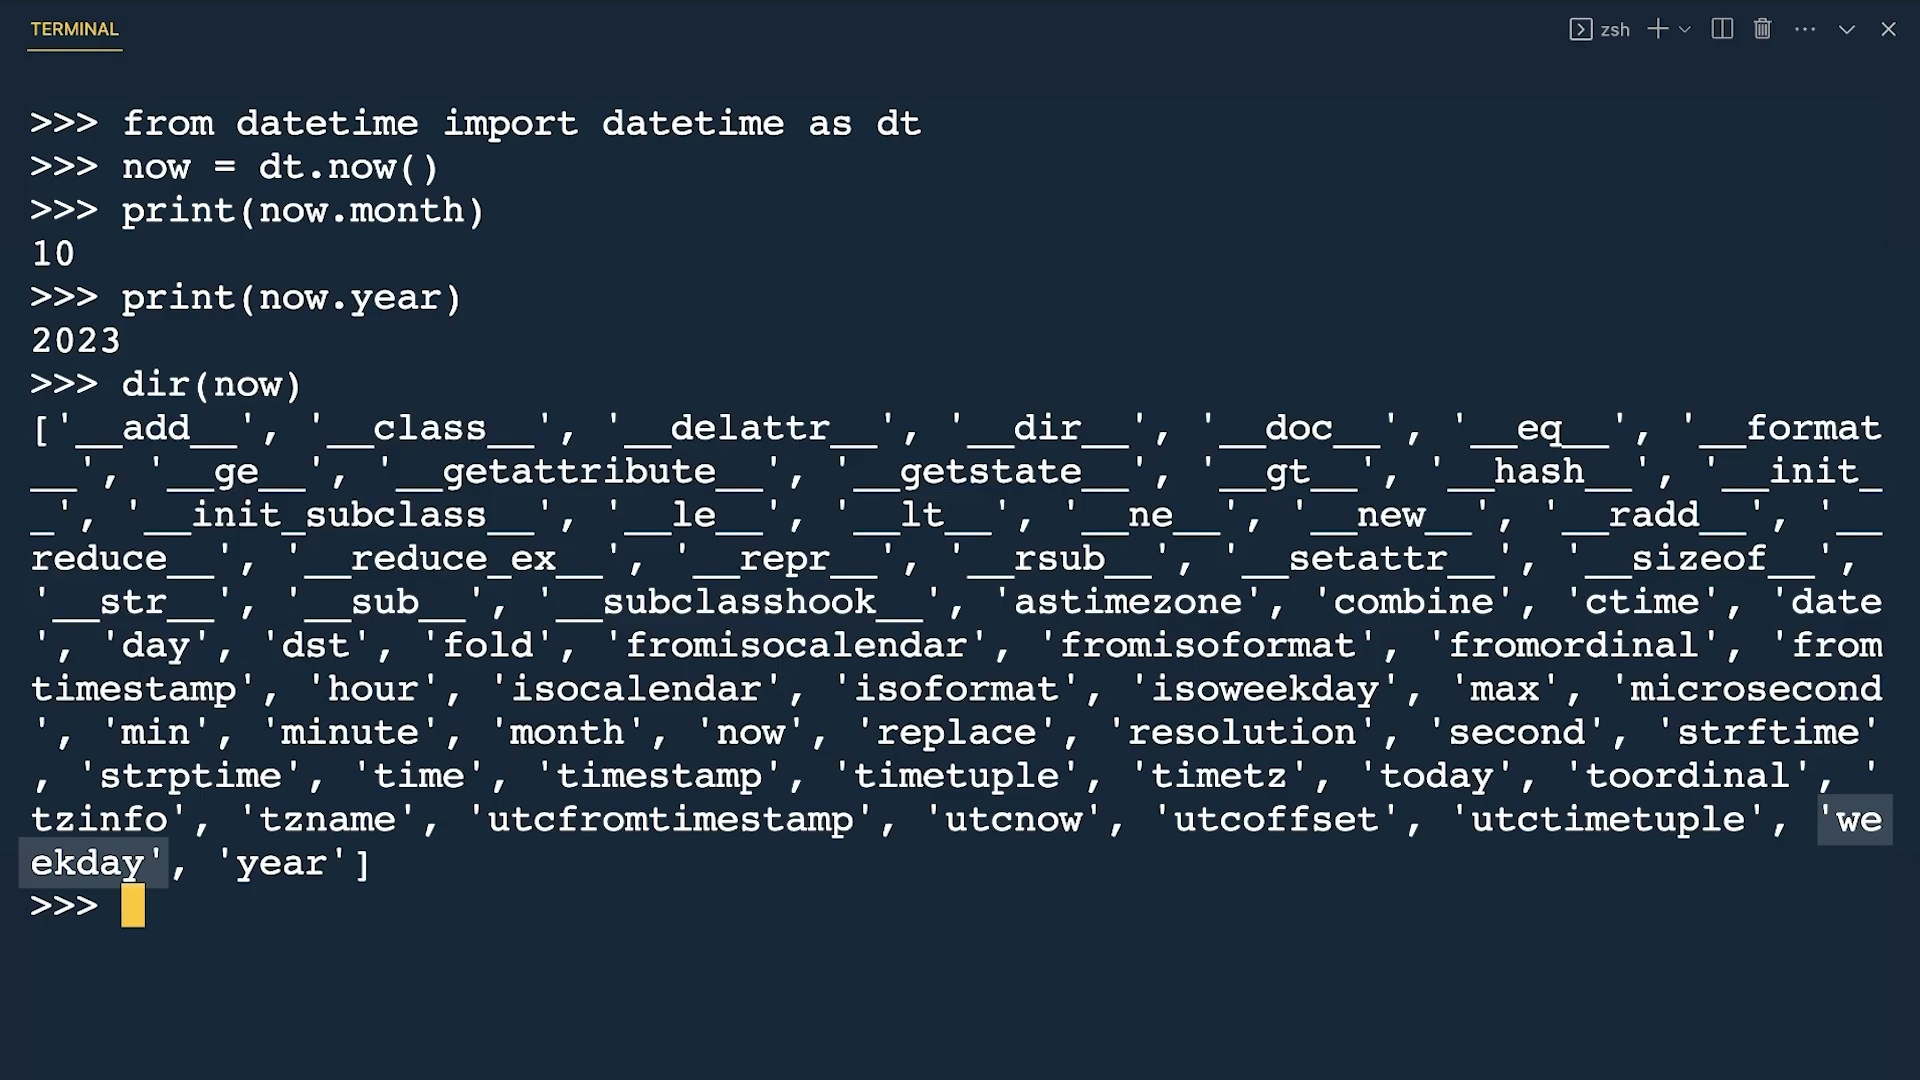 TERMINAL
zsh
>>> from datetime import datetime as dt
>>> now = dt.now()
>>> print(now.month)
10
>>> print(now.year)
2023
>>> dir(now)
['__add__', '__class__', '__delattr__', '__dir__', '__doc__', '__eq__', '__format
__', '__ge__', '__getattribute__', '__getstate__', '__gt__', '__hash__', '__init_
_', '__init_subclass__', '__le__', '__lt__', '__ne__', '__new__', '__radd__', '__
reduce__', '__reduce_ex__', '__repr__', '__rsub__', '__setattr__', '__sizeof__',
'__str__', '__sub__', '__subclasshook__', 'astimezone', 'combine', 'ctime', 'date
', 'day', 'dst', 'fold', 'fromisocalendar', 'fromisoformat', 'fromordinal', 'from
timestamp', 'hour', 'isocalendar', 'isoformat', 'isoweekday', 'max', 'microsecond
', 'min', 'minute', 'month', 'now', 'replace', 'resolution', 'second', 'strftime'
, 'strptime', 'time', 'timestamp', 'timetuple', 'timetz', 'today', 'toordinal', '
tzinfo', 'tzname', 'utcfromtimestamp', 'utcnow', 'utcoffset', 'utctimetuple', 'we
ekday', 'year']
>>>